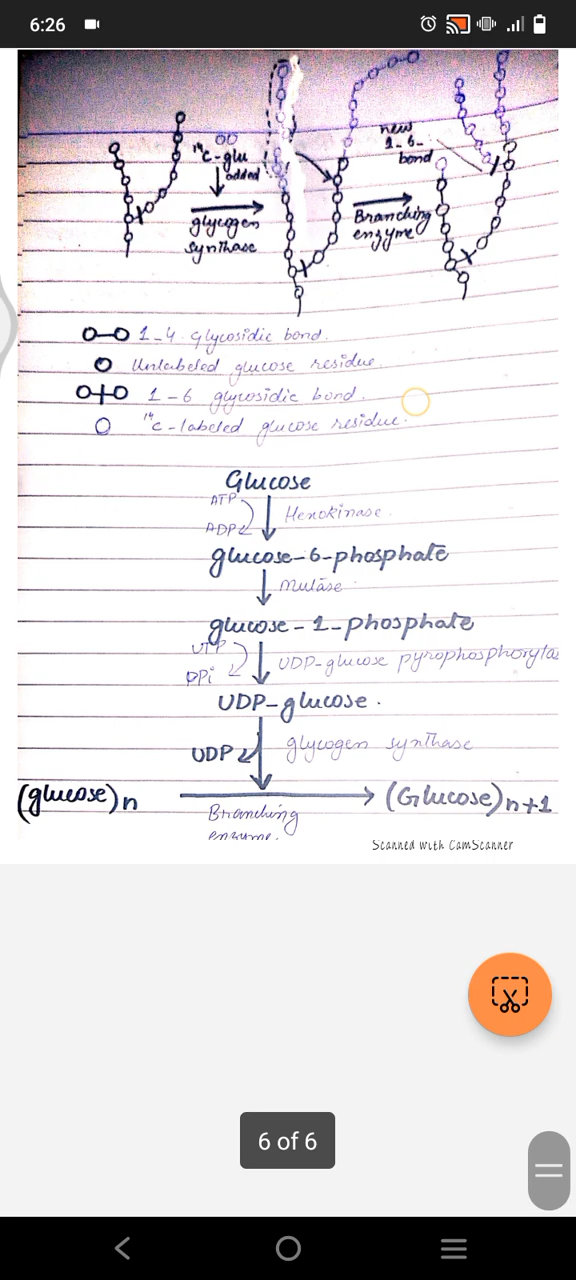 6:26
new
1-6-
bond
¹⁴C-glu
added
glycogen
synthase
Branching
enzyme
1-4 Glycosidic bond.
Unlabeled glucose residue
1-6 glycosidic bond.
¹⁴C-labeled glucose residue.
Glucose
ATP
ADP
Hexokinase.
glucose-6-phosphate
Mutase
glucose-1-phosphate
UTP
PPi
UDP-glucose pyrophosphoryla
UDP-glucose.
UDP
glycogen synthase
(glucose)n
(Glucose)n+1
Branching
enzyme.
Scanned with CamScanner
6 of 6